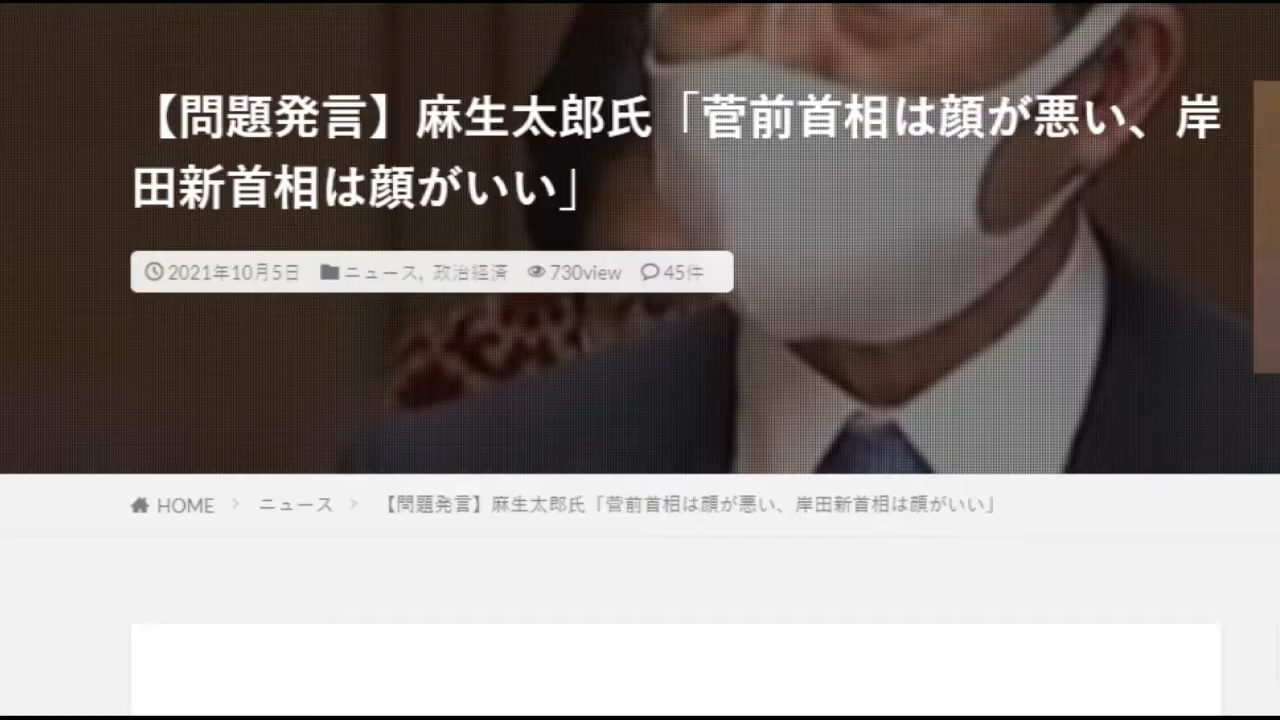 【問題発言】麻生太郎氏「菅前首相は顔が悪い、岸
田新首相は顔がいい」
2021年10月5日 ニュース, 政治経済 730view 45件
HOME > ニュース > 【問題発言】麻生太郎氏「菅前首相は顔が悪い、岸田新首相は顔がいい」